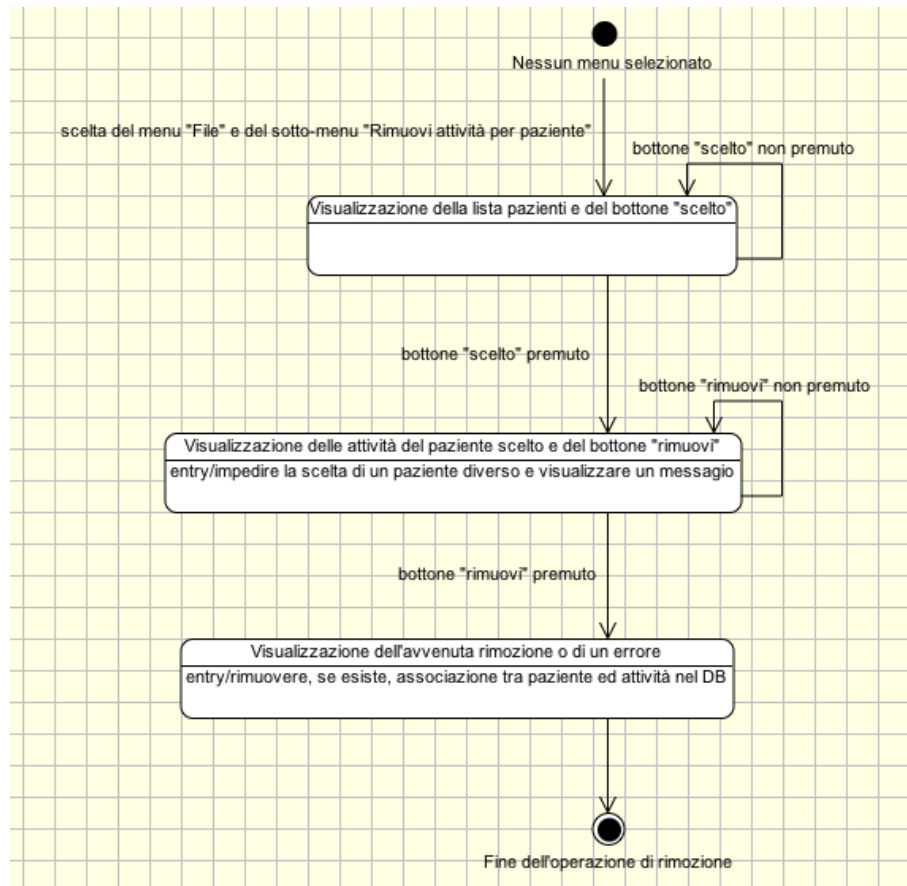 Nessun menu selezionato
scelta del menu "File" e del sotto-menu "Rimuovi attività per paziente"
bottone "scelto" non premuto
Visualizzazione della lista pazienti e del bottone "scelto"
bottone "scelto" premuto
bottone "rimuovi" non premuto
Visualizzazione delle attività del paziente scelto e del bottone "rimuovi"
entry/impedire la scelta di un paziente diverso e visualizzare un messagio
bottone "rimuovi" premuto
Visualizzazione dell'avvenuta rimozione o di un errore
entry/rimuovere, se esiste, associazione tra paziente ed attività nel DB
Fine dell'operazione di rimozione